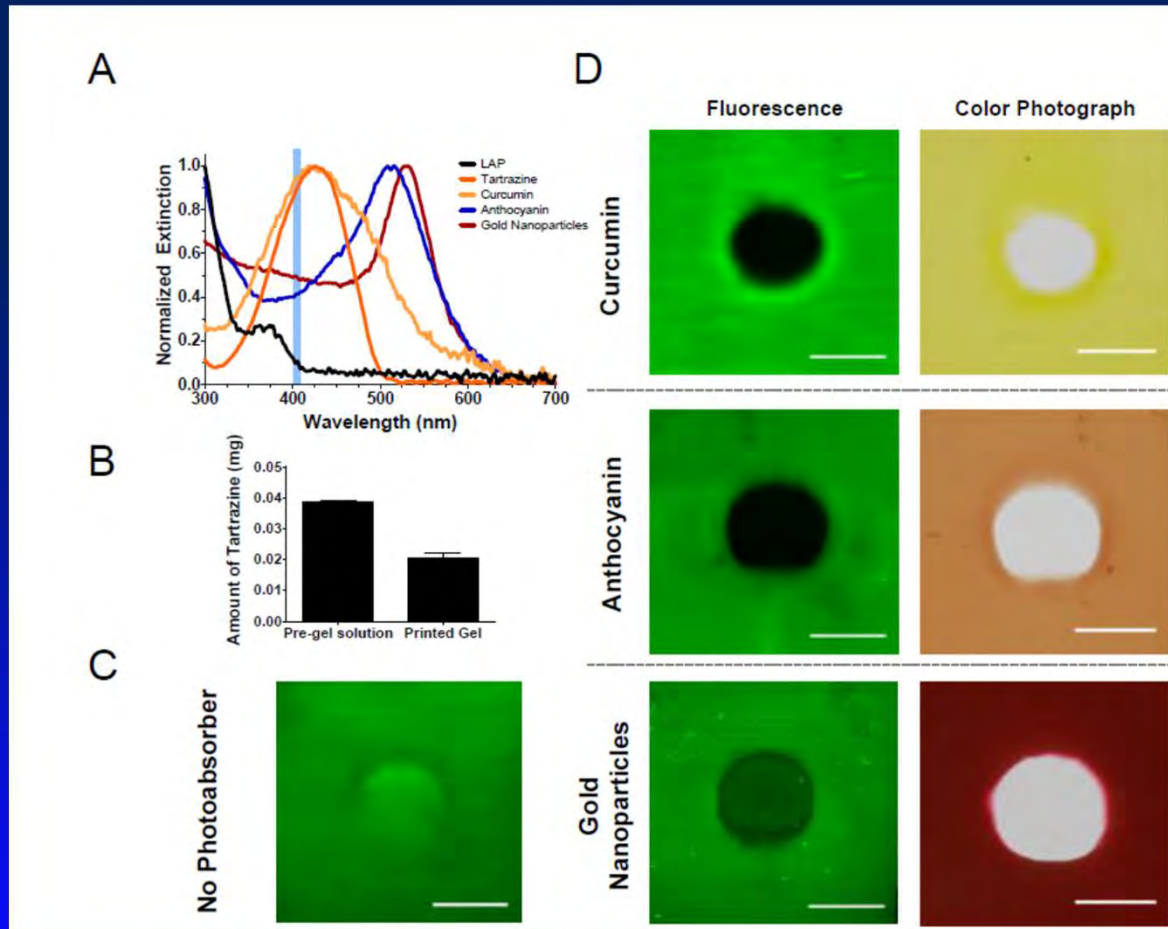 A
1.0
0.8
0.6
0.4
0.2
0.0
Normalized Extinction
300
400
500
600
700
Wavelength (nm)
LAP
Tartrazine
Curcumin
Anthocyanin
Gold Nanoparticles
B
Amount of Tartrazine (mg)
0.05
0.04
0.03
0.02
0.01
0.00
Pre-gel solution
Printed Gel
C
No Photoabsorber
D
Fluorescence
Color Photograph
Curcumin
Anthocyanin
Gold
Nanoparticles